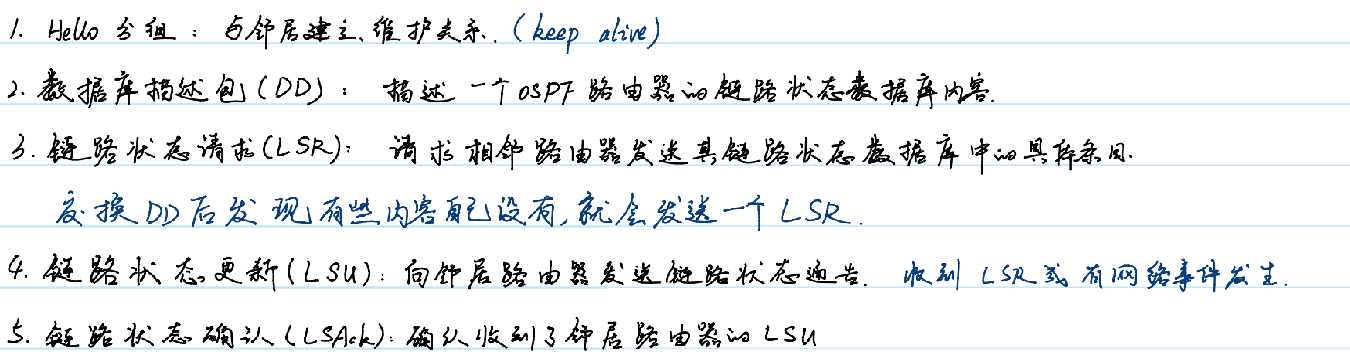 1. Hello 分组：与邻居建立、维护关系.（keep alive）
2. 数据库描述包（DD）： 描述一个OSPF路由器的链路状态数据库内容.
3. 链路状态请求（LSR）： 请求相邻路由器发送其链路状态数据库中的具体条目.
交换DD后发现有些内容自己没有，就会发送一个LSR.
4. 链路状态更新（LSU）：向邻居路由器发送链路状态通告. 收到LSR或有网络事件发生.
5. 链路状态确认（LSAck）：确认收到了邻居路由器的LSU